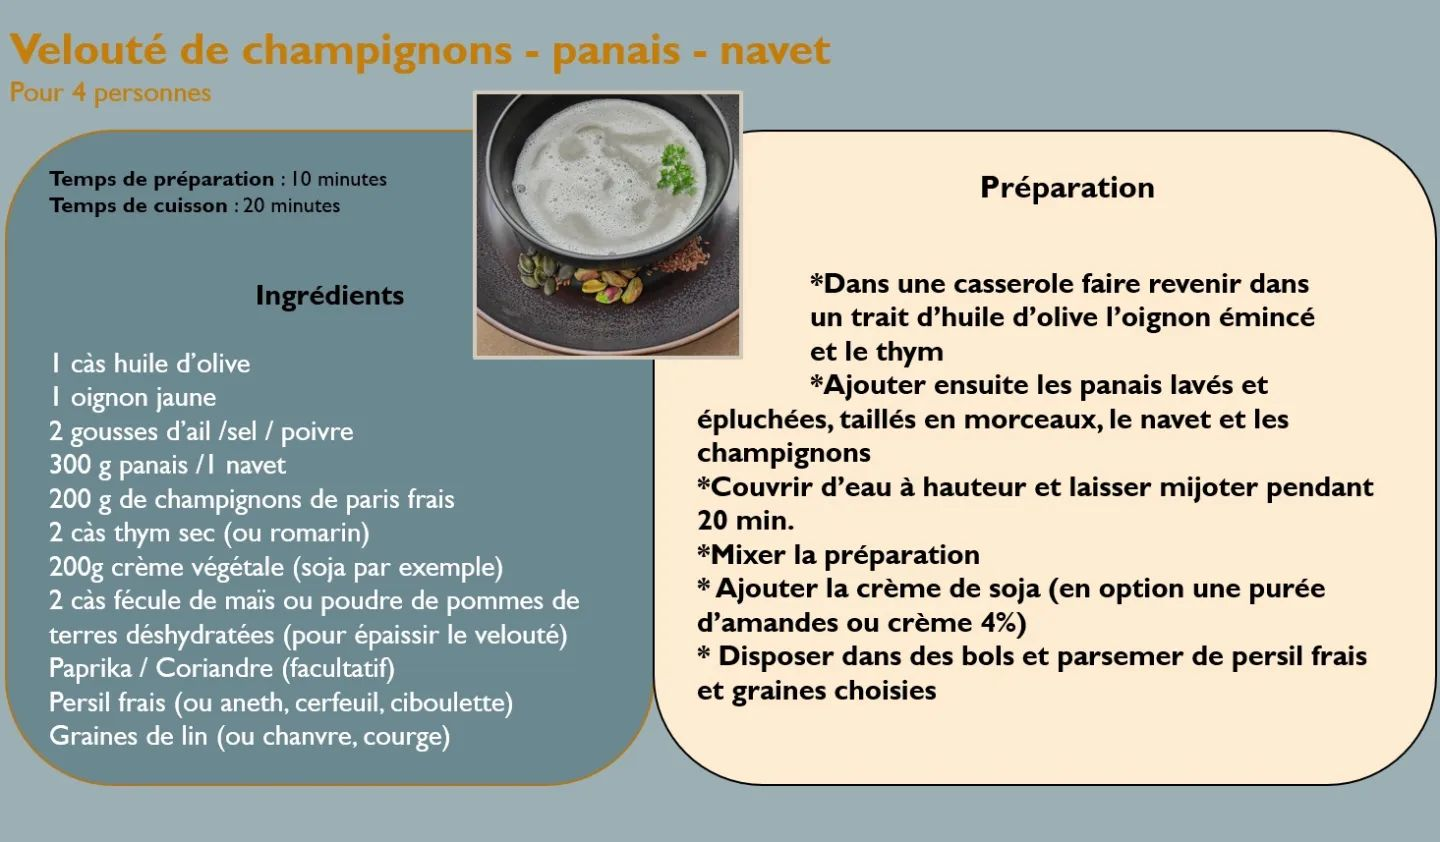 Velouté de champignons - panais - navet
Pour 4 personnes
Temps de préparation : 10 minutes
Temps de cuisson : 20 minutes
Ingrédients
1 càs huile d’olive
1 oignon jaune
2 gousses d’ail /sel / poivre
300 g panais /1 navet
200 g de champignons de paris frais
2 càs thym sec (ou romarin)
200g crème végétale (soja par exemple)
2 càs fécule de maïs ou poudre de pommes de
terres déshydratées (pour épaissir le velouté)
Paprika / Coriandre (facultatif)
Persil frais (ou aneth, cerfeuil, ciboulette)
Graines de lin (ou chanvre, courge)
Préparation
*Dans une casserole faire revenir dans
un trait d’huile d’olive l’oignon émincé
et le thym
*Ajouter ensuite les panais lavés et
épluchées, taillés en morceaux, le navet et les
champignons
*Couvrir d’eau à hauteur et laisser mijoter pendant
20 min.
*Mixer la préparation
* Ajouter la crème de soja (en option une purée
d’amandes ou crème 4%)
* Disposer dans des bols et parsemer de persil frais
et graines choisies